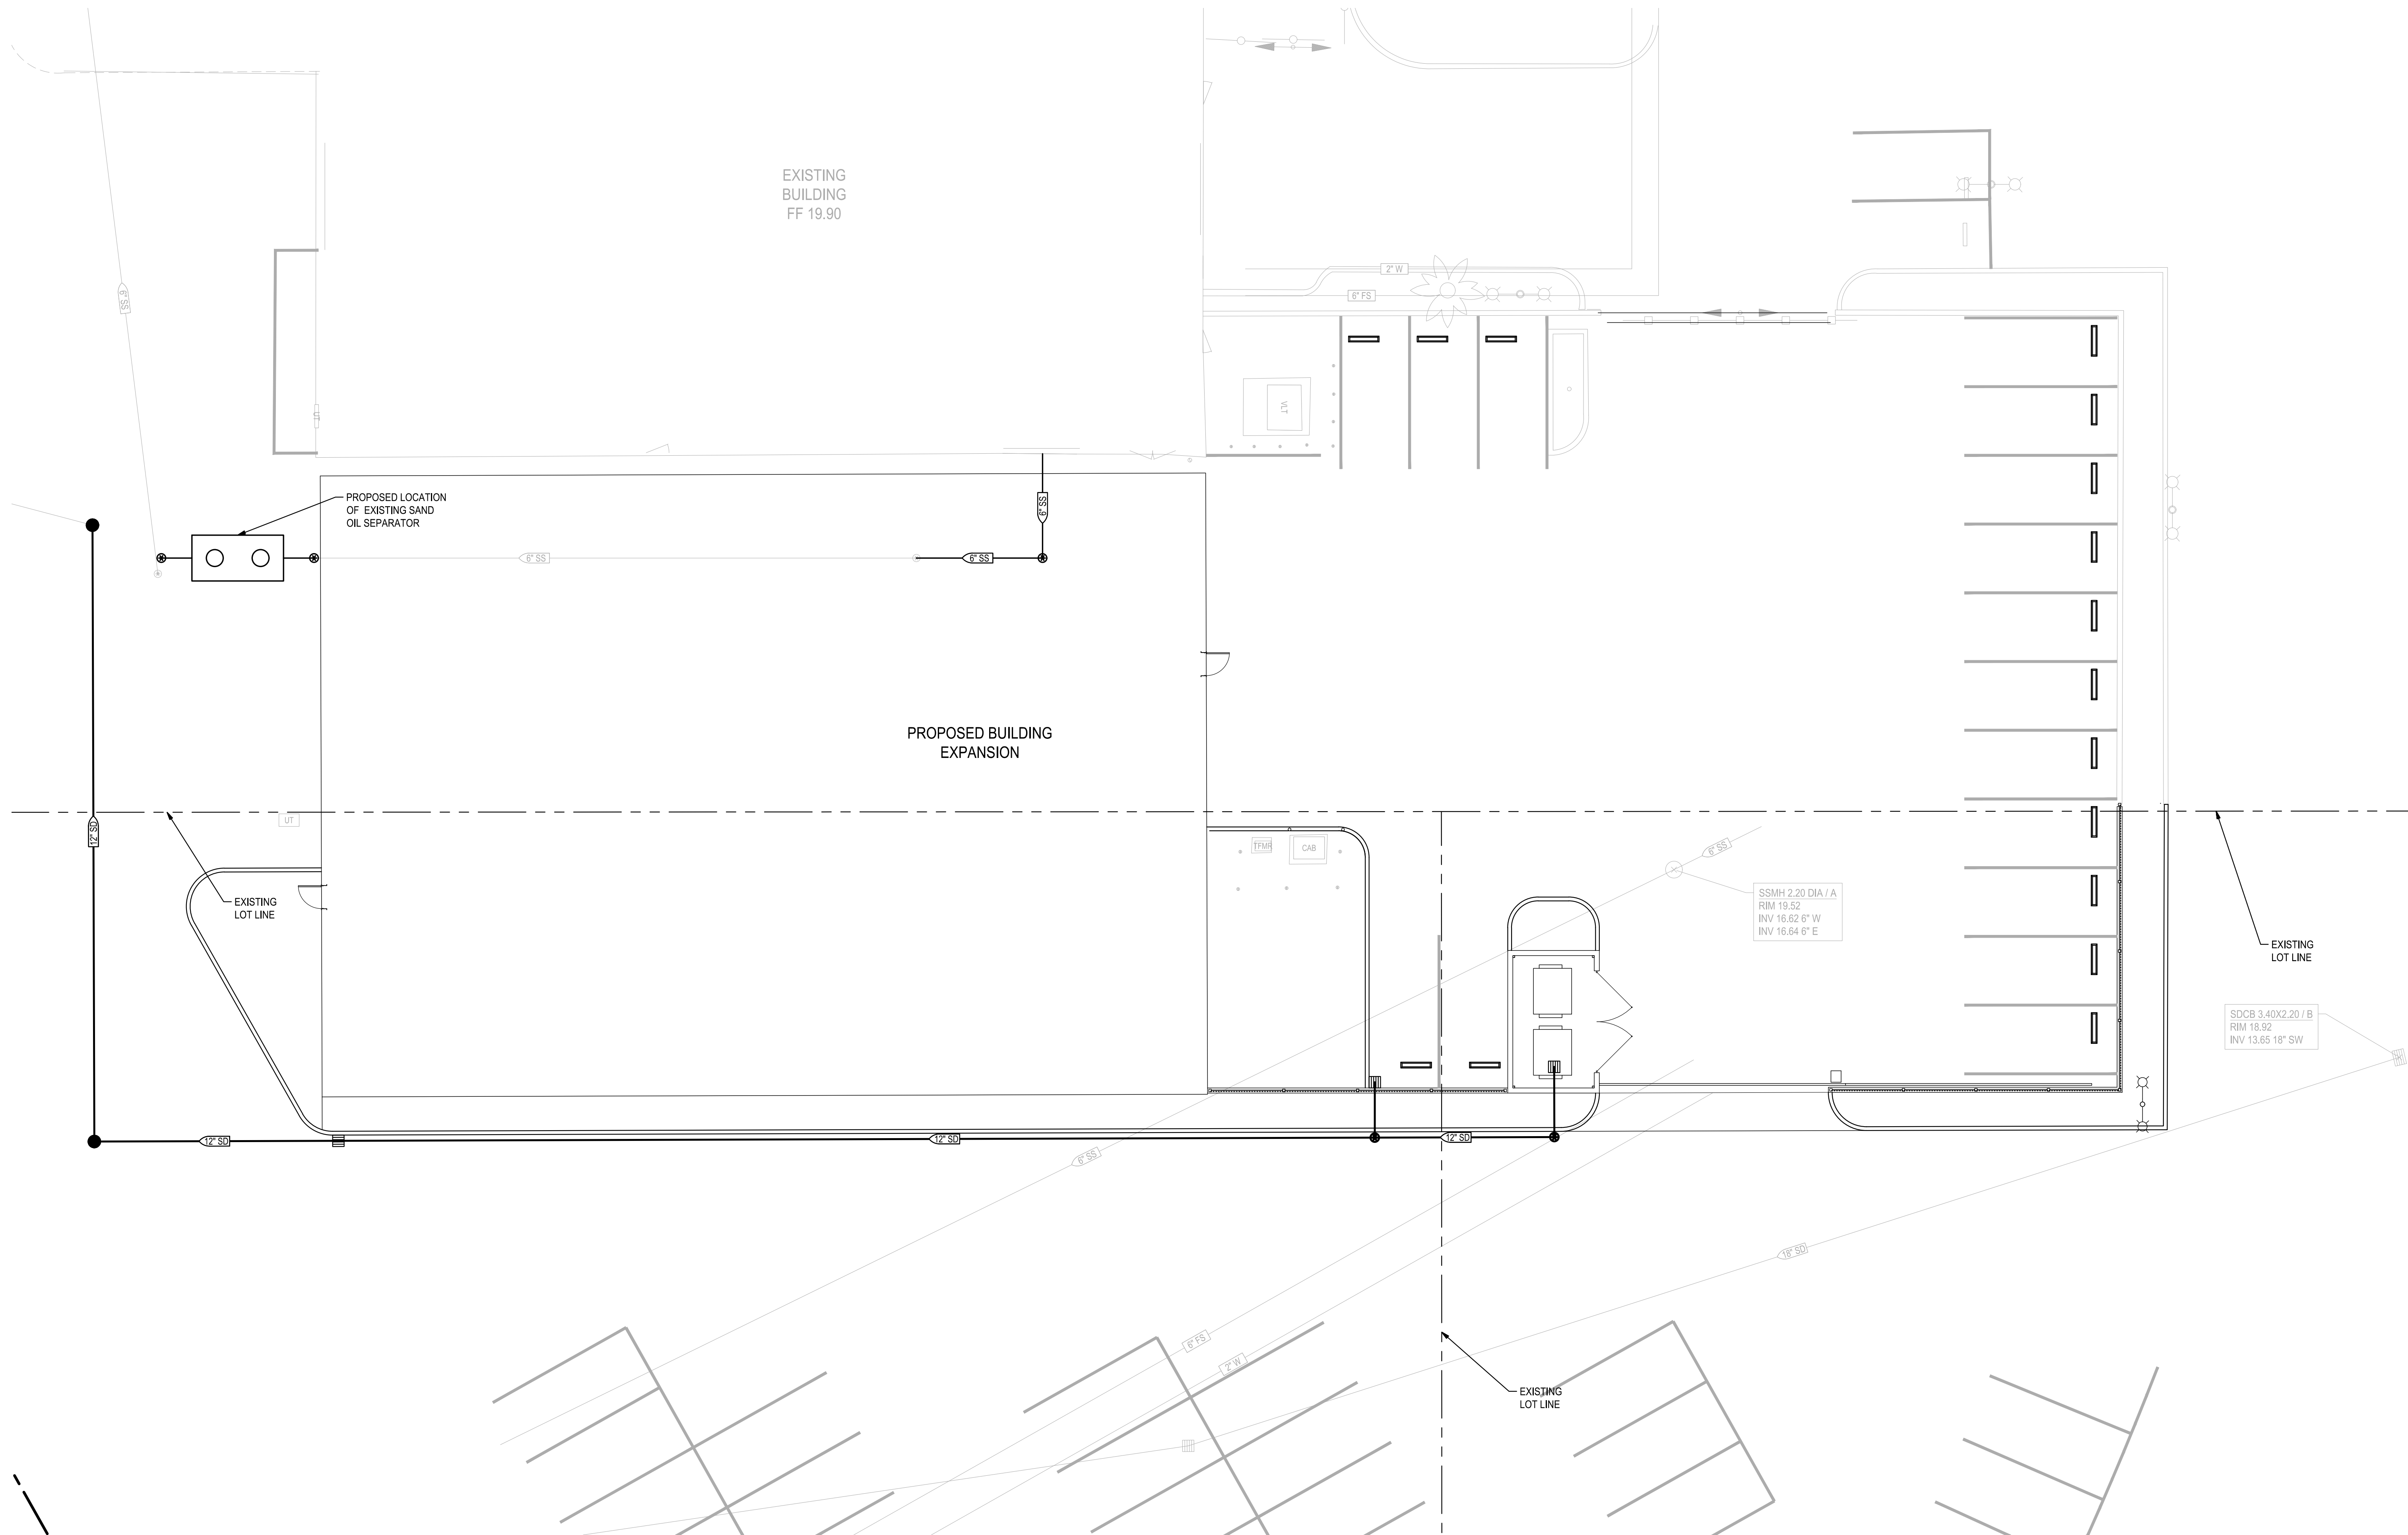 EXISTING
BUILDING
FF 19.90
2" W
6" FS
6" SS
UT
VLT
PROPOSED LOCATION
OF EXISTING SAND
OIL SEPARATOR
6" SS
6" SS
6" SS
PROPOSED BUILDING
EXPANSION
12" SD
UT
TFMR
CAB
6" SS
EXISTING
LOT LINE
SSMH 2.20 DIA / A
RIM 19.52
INV 16.62 6" W
INV 16.64 6" E
EXISTING
LOT LINE
SDCB 3.40X2.20 / B
RIM 18.92
INV 13.65 18" SW
12" SD
12" SD
12" SD
6" SS
18" SD
6" FS
2" W
EXISTING
LOT LINE